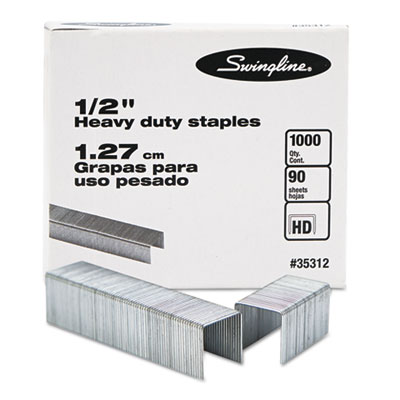 Swingline®
1/2"
Heavy duty staples
1.27 cm
Grapas para
uso pesado
1000
Qty.
Cont.
90
sheets
hojas
HD
#35312